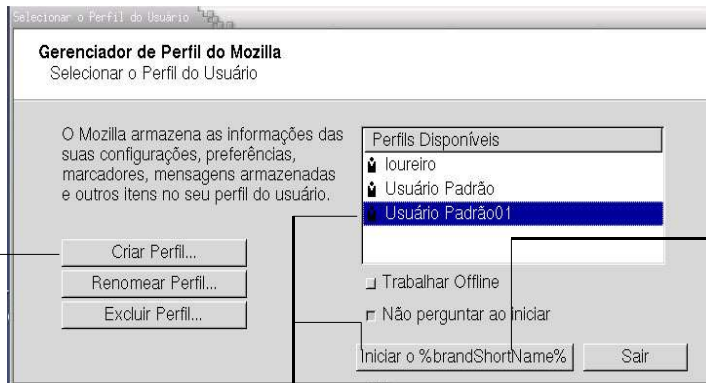 Selecionar o Perfil do Usuário
Gerenciador de Perfil do Mozilla
Selecionar o Perfil do Usuário
O Mozilla armazena as informações das
suas configurações, preferências,
marcadores, mensagens armazenadas
e outros itens no seu perfil do usuário.
Perfils Disponíveis
loureiro
Usuário Padrão
Usuário Padrão01
Criar Perfil...
Renomear Perfil...
Excluir Perfil...
Trabalhar Offline
Não perguntar ao iniciar
Iniciar o %brandShortName%
Sair